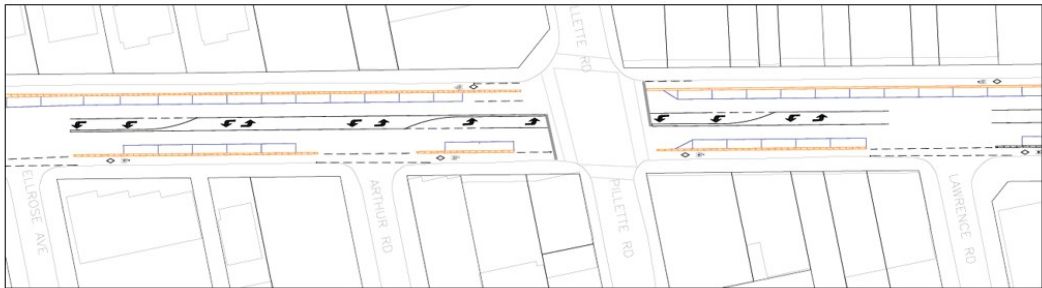 PILLETTE RD
ELLROSE AVE
ARTHUR RD
PILLETTE RD
LAWRENCE RD